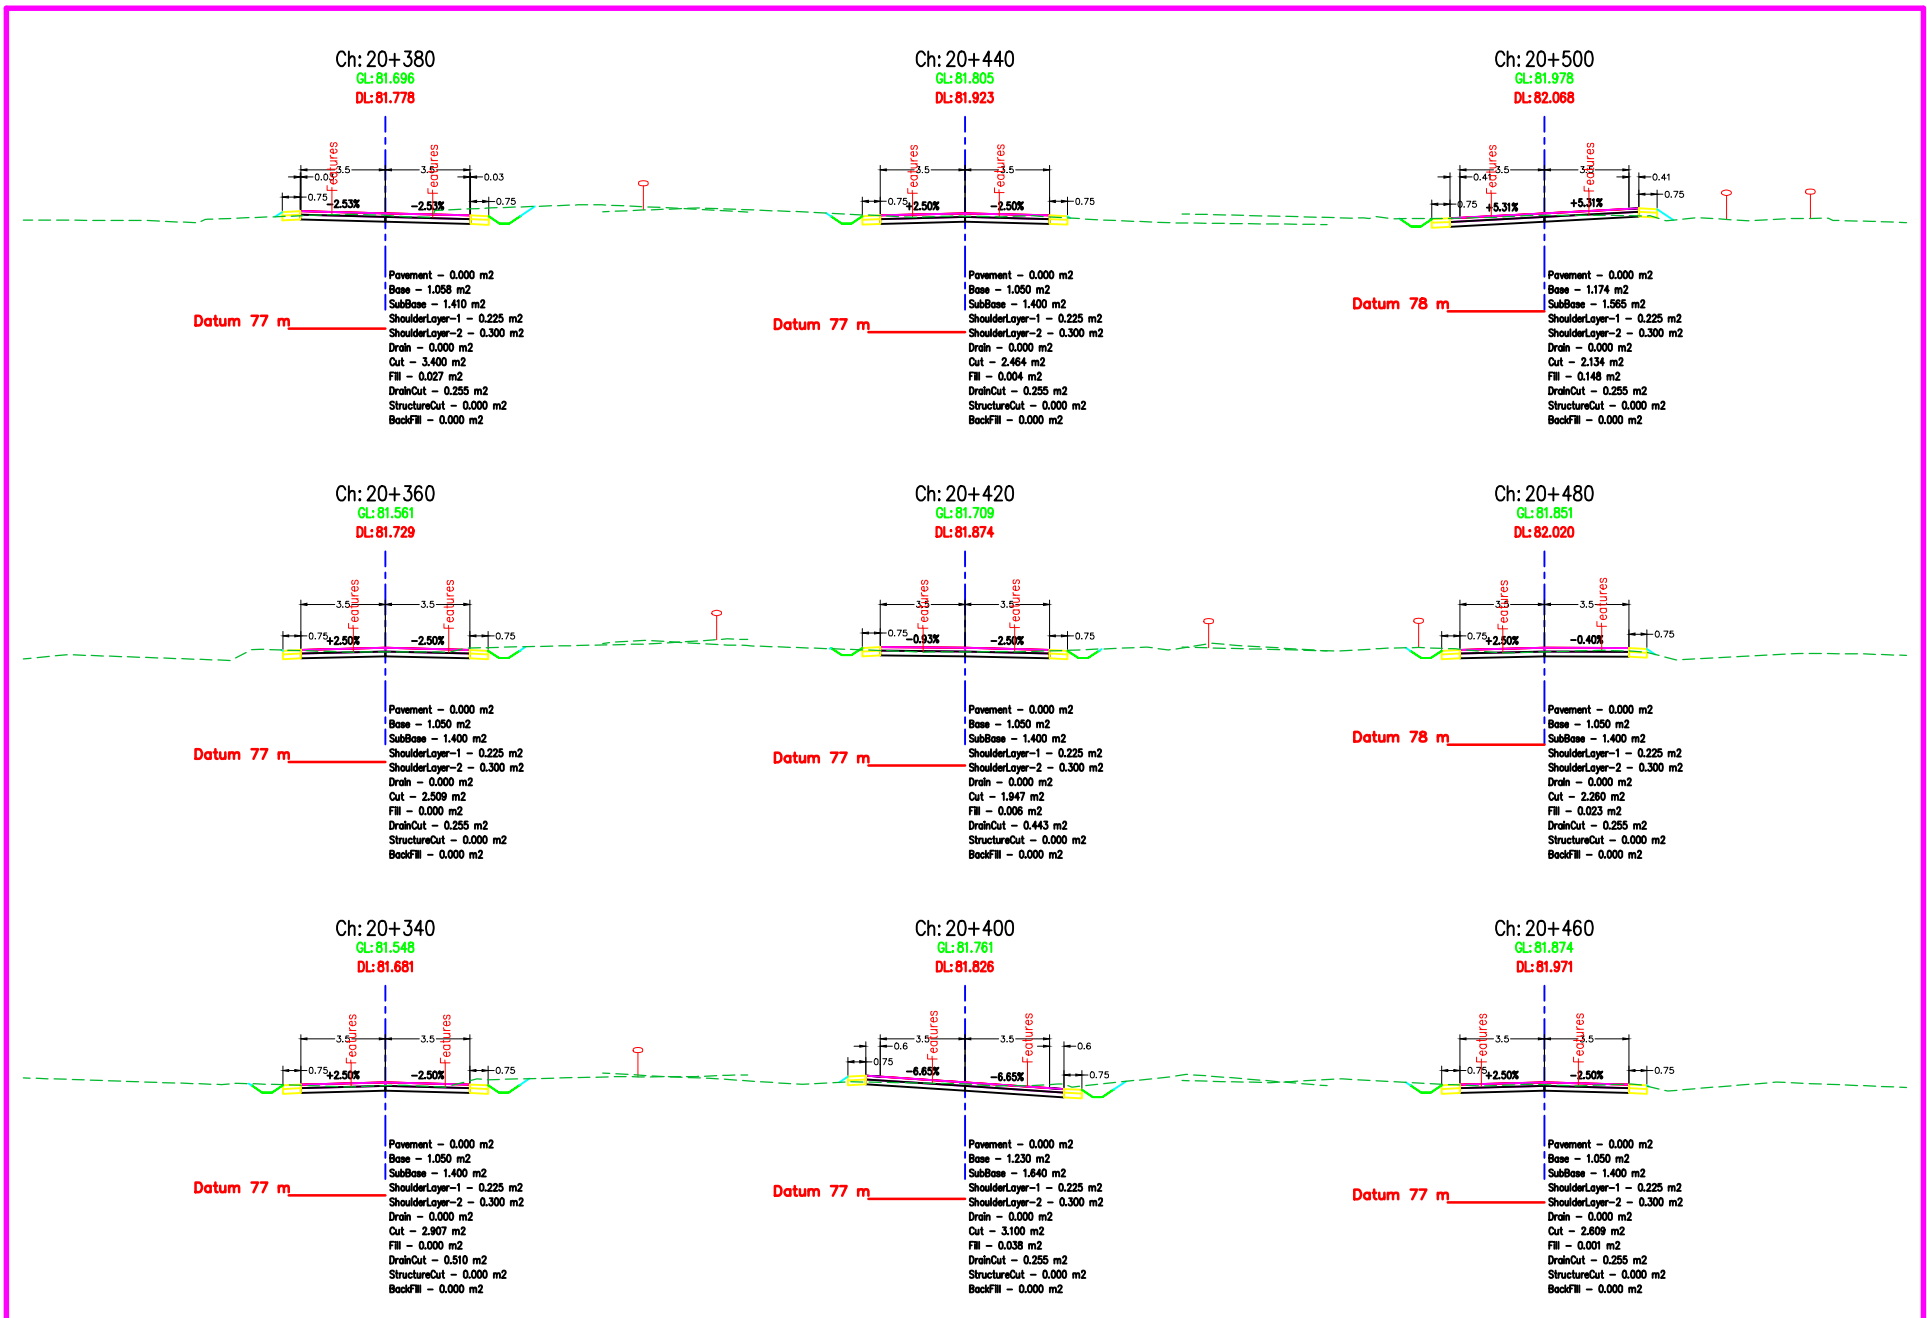 Ch: 20+380
GL: 81.696
DL: 81.778
Features
Features
3.5
3.5
0.03
0.03
0.75
0.75
-2.53%
-2.53%
Datum 77 m
Pavement - 0.000 m2
Base - 1.058 m2
SubBase - 1.410 m2
ShoulderLayer-1 - 0.225 m2
ShoulderLayer-2 - 0.300 m2
Drain - 0.000 m2
Cut - 3.400 m2
Fill - 0.027 m2
DrainCut - 0.255 m2
StructureCut - 0.000 m2
BackFill - 0.000 m2
Ch: 20+440
GL: 81.805
DL: 81.923
Features
Features
3.5
3.5
0.75
0.75
+2.50%
-2.50%
Datum 77 m
Pavement - 0.000 m2
Base - 1.050 m2
SubBase - 1.400 m2
ShoulderLayer-1 - 0.225 m2
ShoulderLayer-2 - 0.300 m2
Drain - 0.000 m2
Cut - 2.464 m2
Fill - 0.004 m2
DrainCut - 0.255 m2
StructureCut - 0.000 m2
BackFill - 0.000 m2
Ch: 20+500
GL: 81.978
DL: 82.068
Features
Features
3.5
3.5
0.41
0.41
0.75
0.75
+5.31%
+5.31%
Datum 78 m
Pavement - 0.000 m2
Base - 1.174 m2
SubBase - 1.565 m2
ShoulderLayer-1 - 0.225 m2
ShoulderLayer-2 - 0.300 m2
Drain - 0.000 m2
Cut - 2.134 m2
Fill - 0.148 m2
DrainCut - 0.255 m2
StructureCut - 0.000 m2
BackFill - 0.000 m2
Ch: 20+360
GL: 81.561
DL: 81.729
Features
Features
3.5
3.5
0.75
0.75
+2.50%
-2.50%
Datum 77 m
Pavement - 0.000 m2
Base - 1.050 m2
SubBase - 1.400 m2
ShoulderLayer-1 - 0.225 m2
ShoulderLayer-2 - 0.300 m2
Drain - 0.000 m2
Cut - 2.509 m2
Fill - 0.000 m2
DrainCut - 0.255 m2
StructureCut - 0.000 m2
BackFill - 0.000 m2
Ch: 20+420
GL: 81.709
DL: 81.874
Features
Features
3.5
3.5
0.75
0.75
-0.93%
-2.50%
Datum 77 m
Pavement - 0.000 m2
Base - 1.050 m2
SubBase - 1.400 m2
ShoulderLayer-1 - 0.225 m2
ShoulderLayer-2 - 0.300 m2
Drain - 0.000 m2
Cut - 1.947 m2
Fill - 0.006 m2
DrainCut - 0.443 m2
StructureCut - 0.000 m2
BackFill - 0.000 m2
Ch: 20+480
GL: 81.851
DL: 82.020
Features
Features
3.5
3.5
0.75
0.75
+2.50%
-0.40%
Datum 78 m
Pavement - 0.000 m2
Base - 1.050 m2
SubBase - 1.400 m2
ShoulderLayer-1 - 0.225 m2
ShoulderLayer-2 - 0.300 m2
Drain - 0.000 m2
Cut - 2.260 m2
Fill - 0.023 m2
DrainCut - 0.255 m2
StructureCut - 0.000 m2
BackFill - 0.000 m2
Ch: 20+340
GL: 81.548
DL: 81.681
Features
Features
3.5
3.5
0.75
0.75
+2.50%
-2.50%
Datum 77 m
Pavement - 0.000 m2
Base - 1.050 m2
SubBase - 1.400 m2
ShoulderLayer-1 - 0.225 m2
ShoulderLayer-2 - 0.300 m2
Drain - 0.000 m2
Cut - 2.907 m2
Fill - 0.000 m2
DrainCut - 0.510 m2
StructureCut - 0.000 m2
BackFill - 0.000 m2
Ch: 20+400
GL: 81.761
DL: 81.826
Features
Features
3.5
3.5
0.6
0.6
0.75
0.75
-6.65%
-6.65%
Datum 77 m
Pavement - 0.000 m2
Base - 1.230 m2
SubBase - 1.640 m2
ShoulderLayer-1 - 0.225 m2
ShoulderLayer-2 - 0.300 m2
Drain - 0.000 m2
Cut - 3.100 m2
Fill - 0.038 m2
DrainCut - 0.255 m2
StructureCut - 0.000 m2
BackFill - 0.000 m2
Ch: 20+460
GL: 81.874
DL: 81.971
Features
Features
3.5
3.5
0.75
0.75
+2.50%
-2.50%
Datum 77 m
Pavement - 0.000 m2
Base - 1.050 m2
SubBase - 1.400 m2
ShoulderLayer-1 - 0.225 m2
ShoulderLayer-2 - 0.300 m2
Drain - 0.000 m2
Cut - 2.609 m2
Fill - 0.001 m2
DrainCut - 0.255 m2
StructureCut - 0.000 m2
BackFill - 0.000 m2